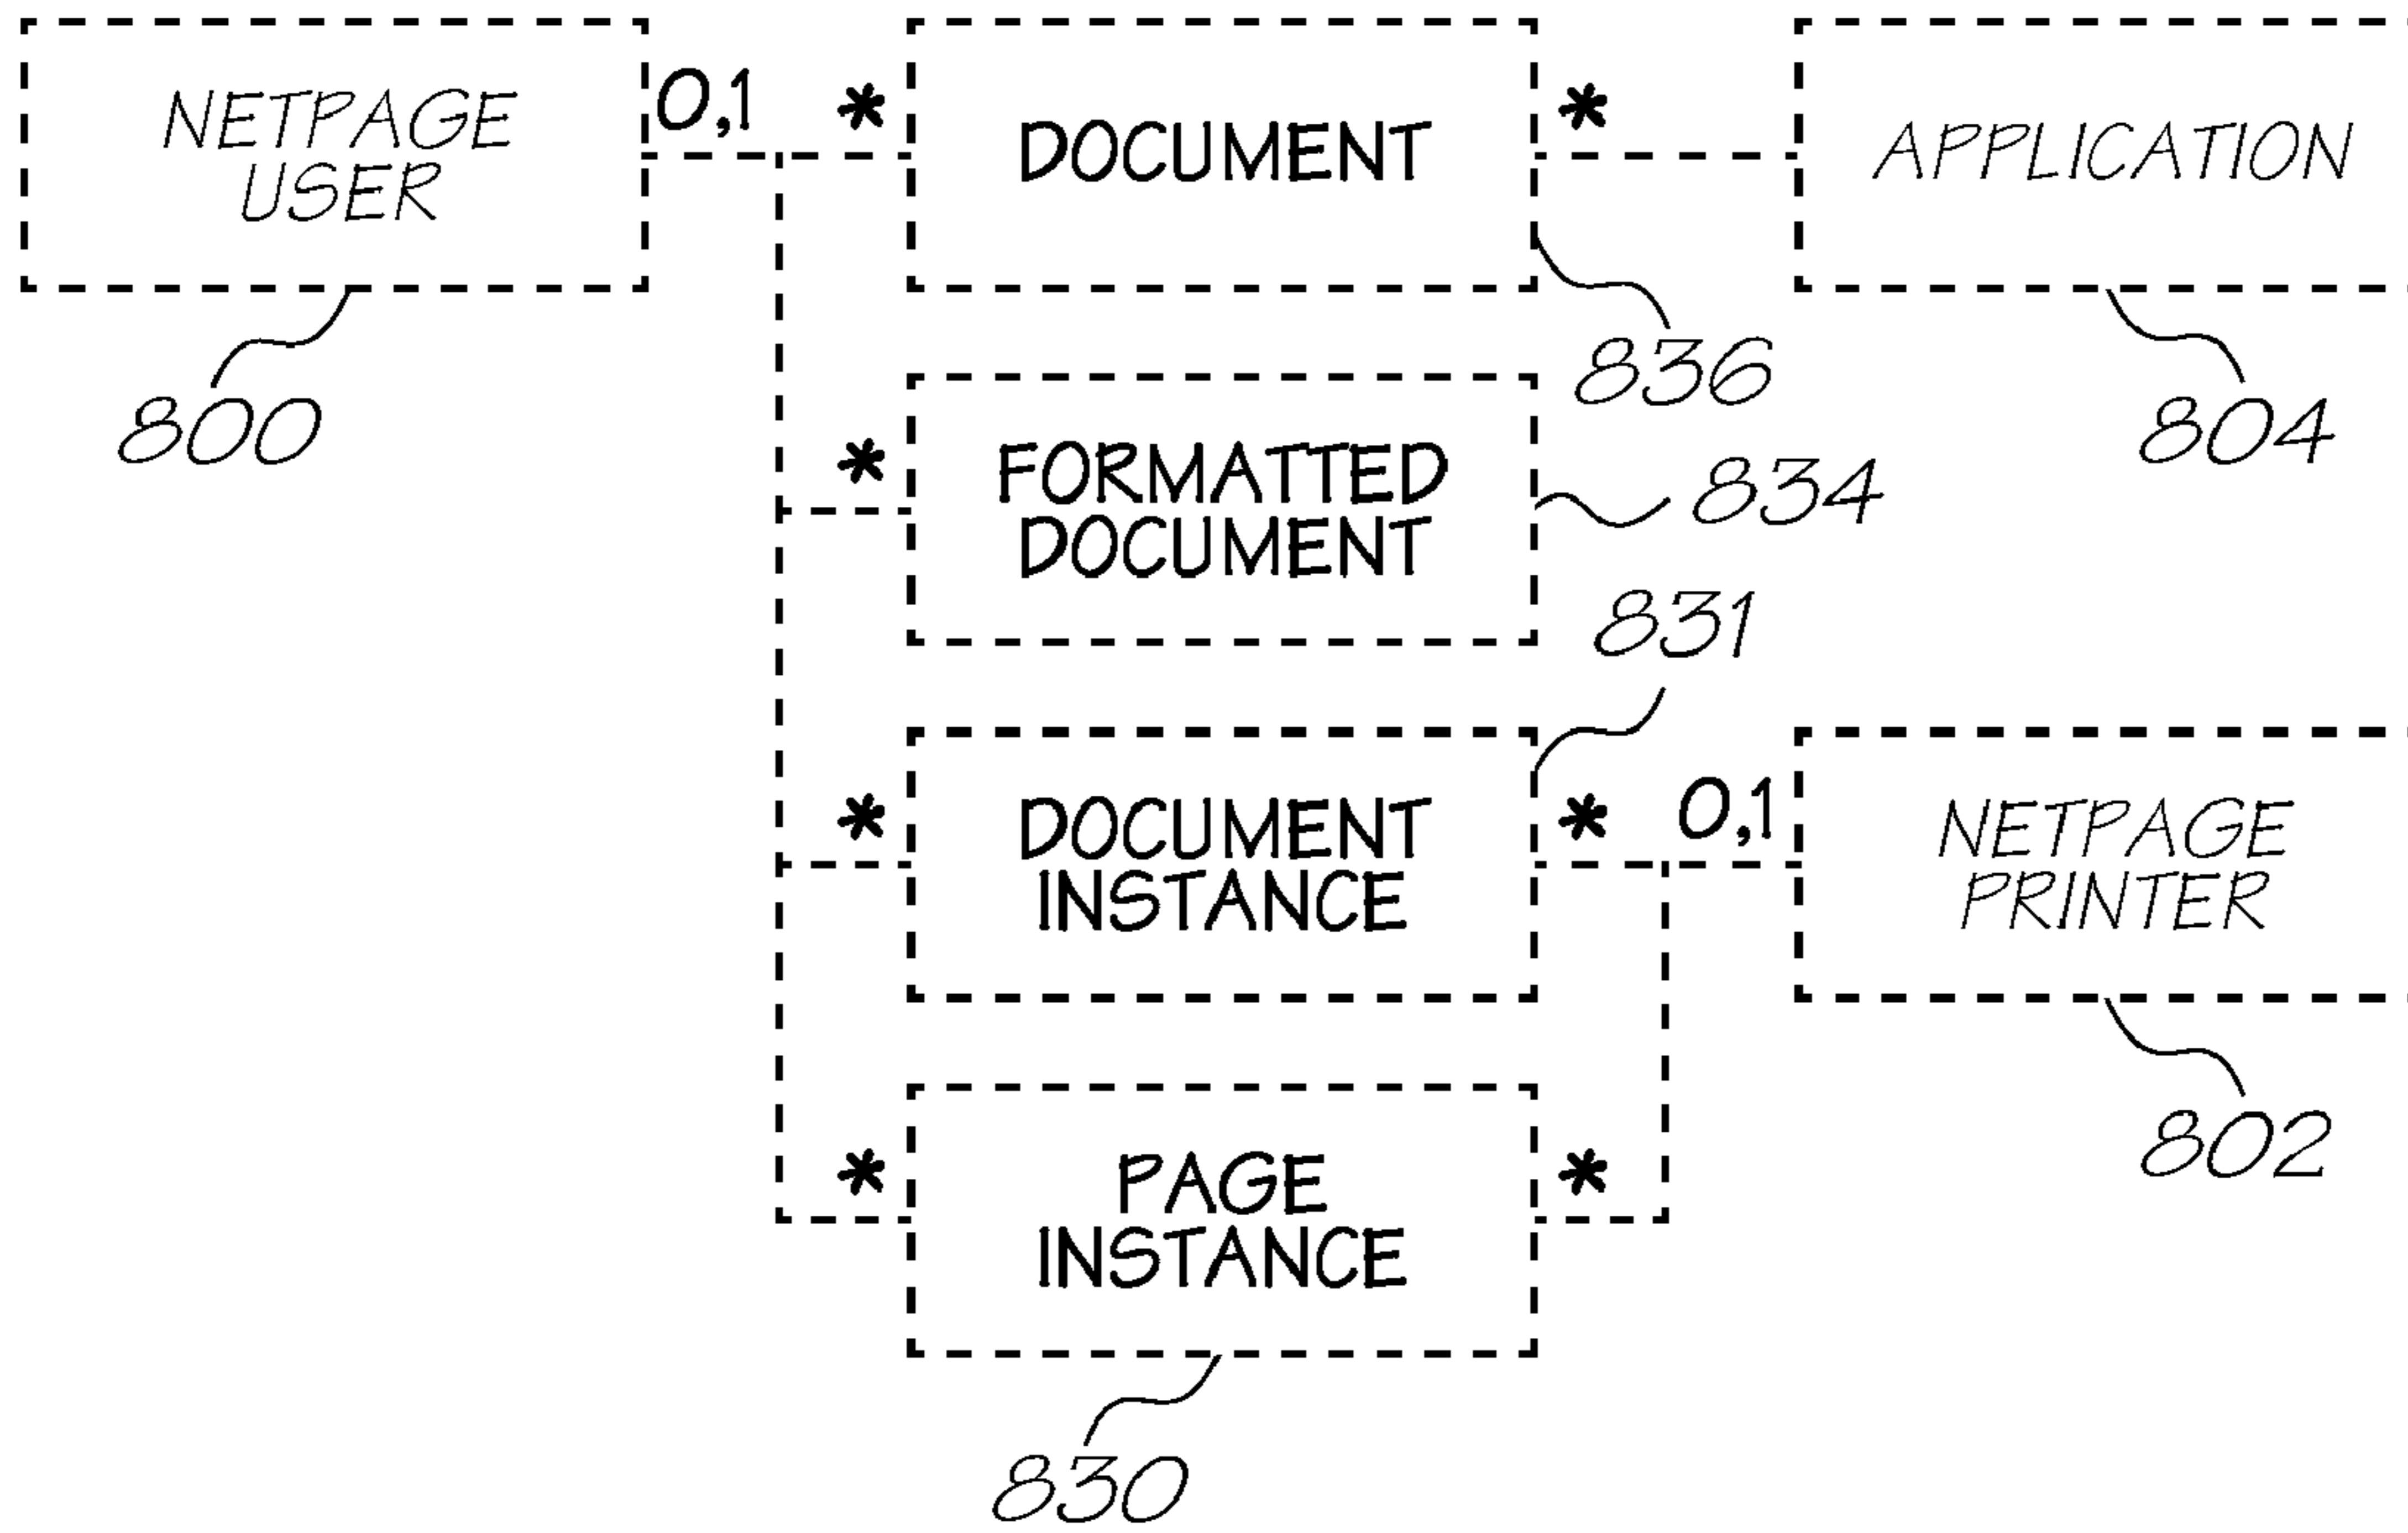 NETPAGE
USER
0,1
*
DOCUMENT
*
APPLICATION
800
836
804
*
FORMATTED
DOCUMENT
834
831
*
DOCUMENT
INSTANCE
*
0,1
NETPAGE
PRINTER
802
*
PAGE
INSTANCE
*
830